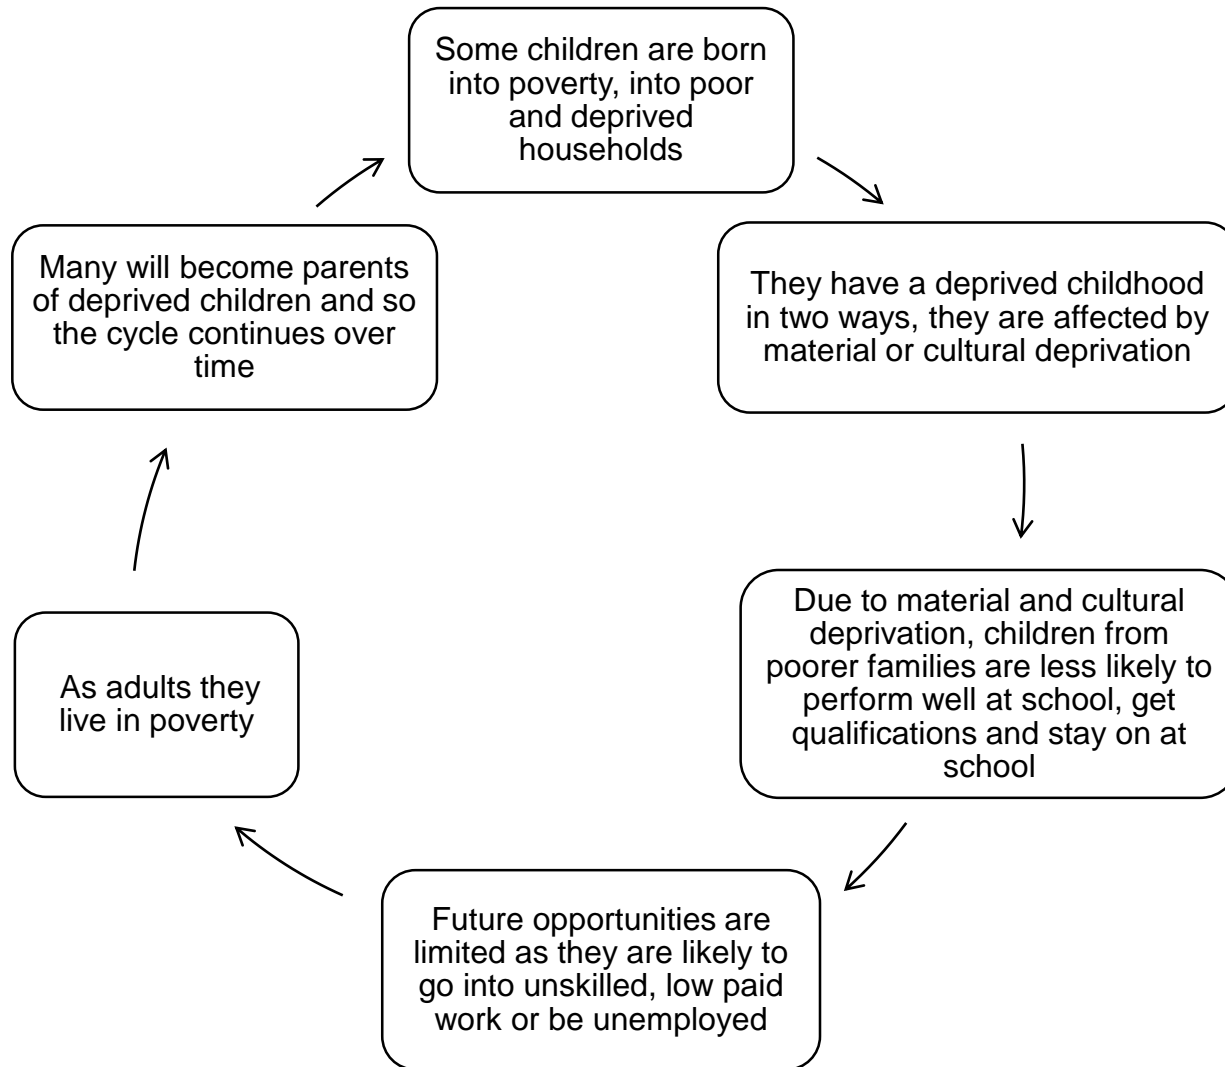 Some children are born
into poverty, into poor
and deprived
households
They have a deprived childhood
in two ways, they are affected by
material or cultural deprivation
Due to material and cultural
deprivation, children from
poorer families are less likely to
perform well at school, get
qualifications and stay on at
school
Future opportunities are
limited as they are likely to
go into unskilled, low paid
work or be unemployed
As adults they
live in poverty
Many will become parents
of deprived children and so
the cycle continues over
time